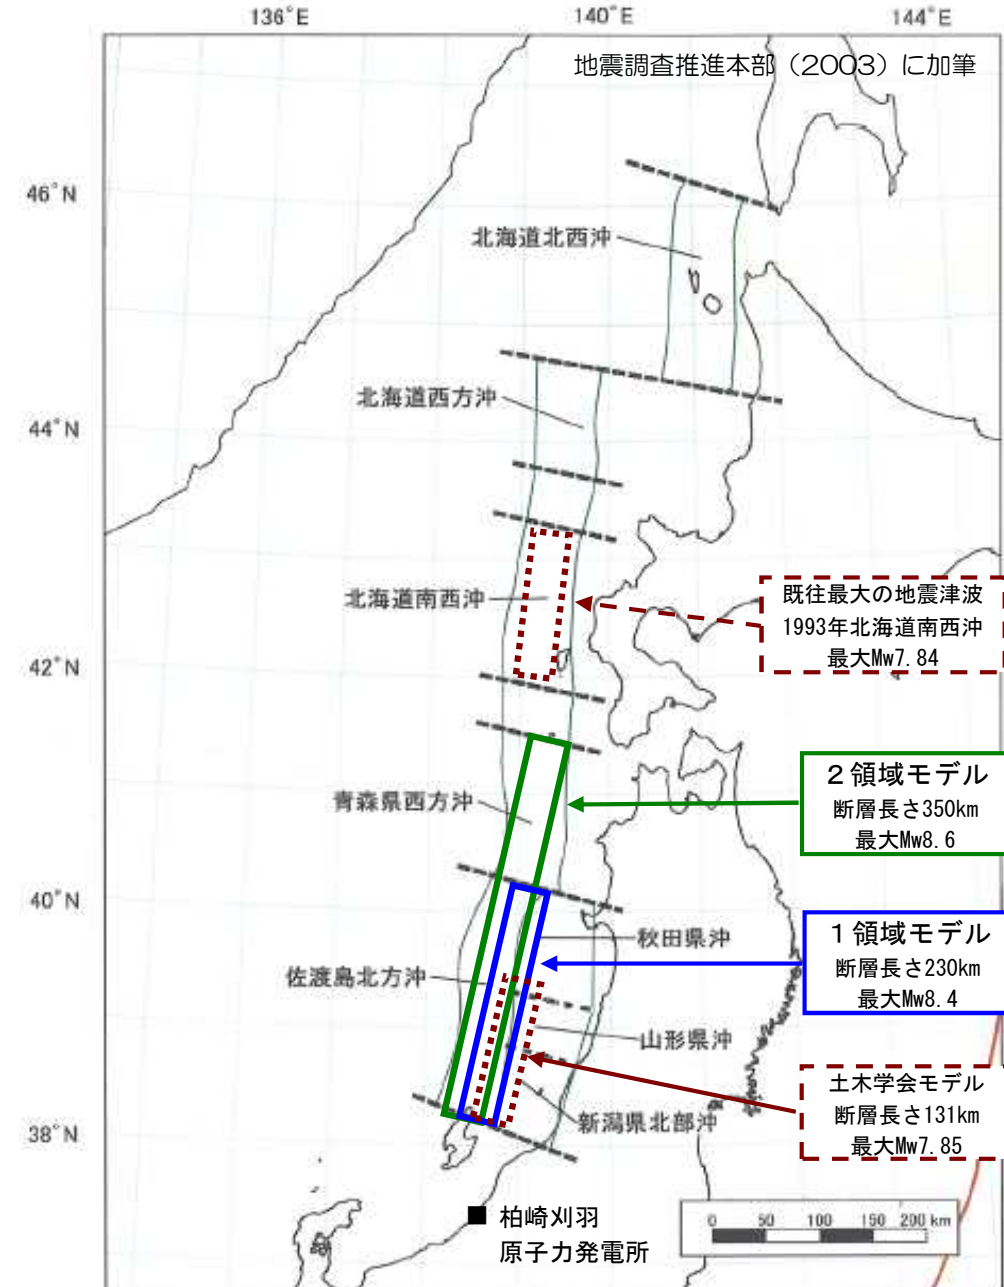 136°E
140°E
144°E
地震調査推進本部（2003）に加筆
46°N
北海道北西沖
北海道西方沖
44°N
北海道南西沖
既往最大の地震津波
1993年北海道南西沖
最大Mw7.84
42°N
２領域モデル
断層長さ350km
最大Mw8.6
青森県西方沖
40°N
秋田県沖
１領域モデル
断層長さ230km
最大Mw8.4
佐渡島北方沖
山形県沖
土木学会モデル
断層長さ131km
最大Mw7.85
新潟県北部沖
38°N
■ 柏崎刈羽
原子力発電所
0 50 100 150 200 km